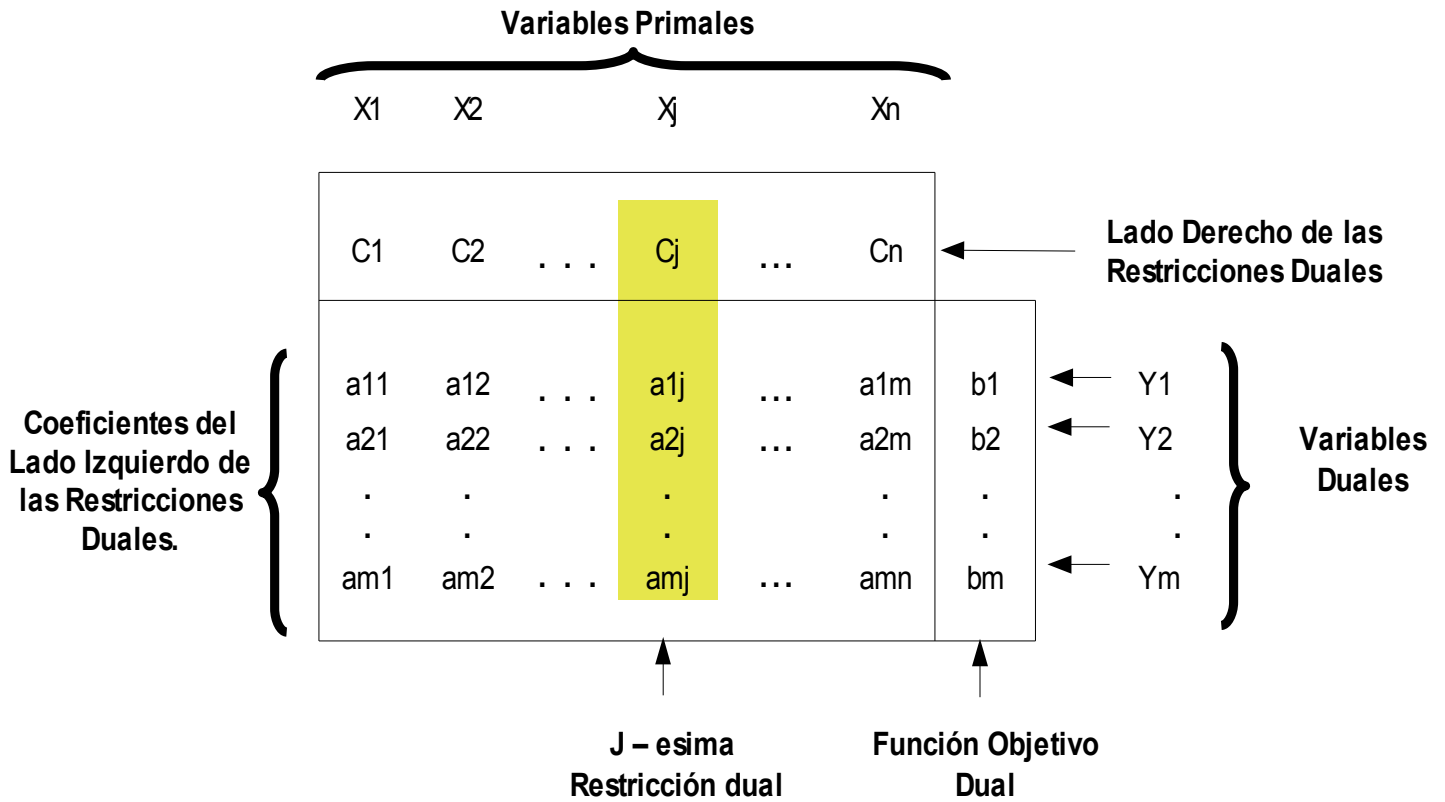 Variables Primales
X1 X2 Xj Xn
C1 C2 . . . Cj ... Cn
Lado Derecho de las
Restricciones Duales
a11 a12 . . . a1j ... a1m b1 Y1
a21 a22 . . . a2j ... a2m b2 Y2
. . . . . .
. . . . . .
am1 am2 . . . amj ... amn bm Ym
Coeficientes del
Lado Izquierdo de
las Restricciones
Duales.
Variables
Duales
J – esima
Restricción dual
Función Objetivo
Dual